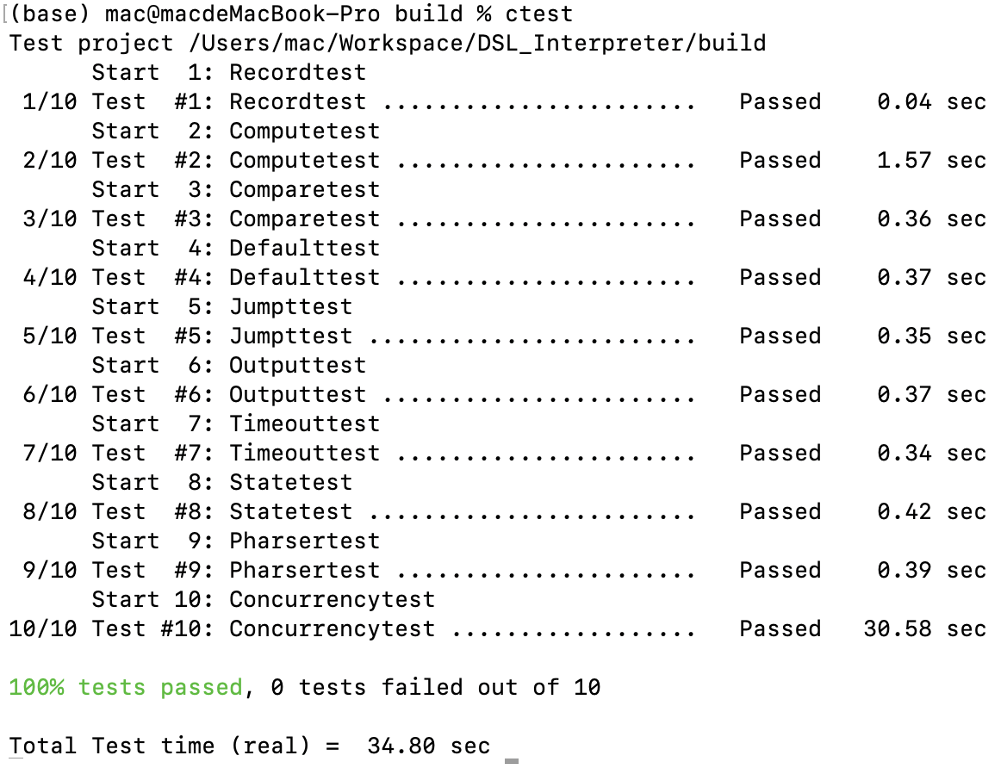 [(base) mac@macdeMacBook-Pro build % ctest
Test project /Users/mac/Workspace/DSL_Interpreter/build
      Start  1: Recordtest
 1/10 Test  #1: Recordtest .......................   Passed    0.04 sec
      Start  2: Computetest
 2/10 Test  #2: Computetest ......................   Passed    1.57 sec
      Start  3: Comparetest
 3/10 Test  #3: Comparetest ......................   Passed    0.36 sec
      Start  4: Defaulttest
 4/10 Test  #4: Defaulttest ......................   Passed    0.37 sec
      Start  5: Jumpttest
 5/10 Test  #5: Jumpttest ........................   Passed    0.35 sec
      Start  6: Outputtest
 6/10 Test  #6: Outputtest .......................   Passed    0.37 sec
      Start  7: Timeouttest
 7/10 Test  #7: Timeouttest ......................   Passed    0.34 sec
      Start  8: Statetest
 8/10 Test  #8: Statetest ........................   Passed    0.42 sec
      Start  9: Pharsertest
 9/10 Test  #9: Pharsertest ......................   Passed    0.39 sec
      Start 10: Concurrencytest
10/10 Test #10: Concurrencytest ..................   Passed   30.58 sec

100% tests passed, 0 tests failed out of 10

Total Test time (real) =  34.80 sec